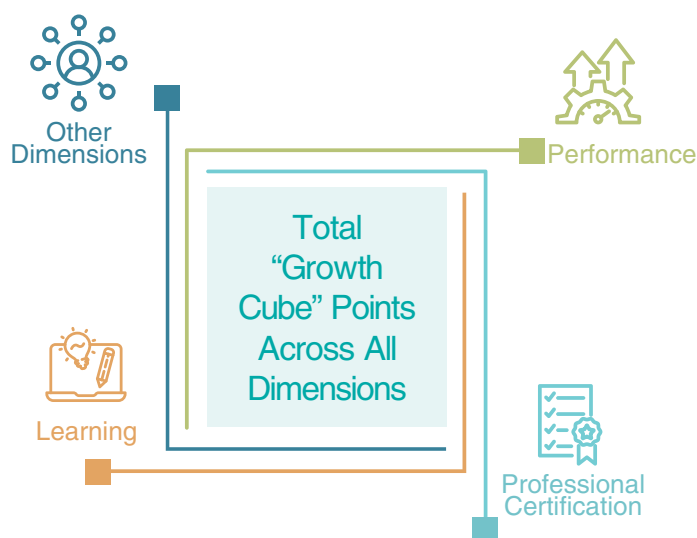 Other
Dimensions
Performance
Total
“Growth
Cube” Points
Across All
Dimensions
Learning
Professional
Certification